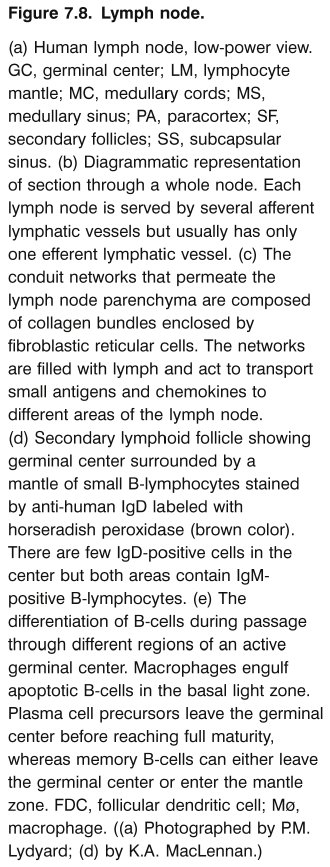 Figure 7.8. Lymph node.
(a) Human lymph node, low-power view.
GC, germinal center; LM, lymphocyte
mantle; MC, medullary cords; MS,
medullary sinus; PA, paracortex; SF,
secondary follicles; SS, subcapsular
sinus. (b) Diagrammatic representation
of section through a whole node. Each
lymph node is served by several afferent
lymphatic vessels but usually has only
one efferent lymphatic vessel. (c) The
conduit networks that permeate the
lymph node parenchyma are composed
of collagen bundles enclosed by
fibroblastic reticular cells. The networks
are filled with lymph and act to transport
small antigens and chemokines to
different areas of the lymph node.
(d) Secondary lymphoid follicle showing
germinal center surrounded by a
mantle of small B-lymphocytes stained
by anti-human IgD labeled with
horseradish peroxidase (brown color).
There are few IgD-positive cells in the
center but both areas contain IgM-
positive B-lymphocytes. (e) The
differentiation of B-cells during passage
through different regions of an active
germinal center. Macrophages engulf
apoptotic B-cells in the basal light zone.
Plasma cell precursors leave the germinal
center before reaching full maturity,
whereas memory B-cells can either leave
the germinal center or enter the mantle
zone. FDC, follicular dendritic cell; Mø,
macrophage. ((a) Photographed by P.M.
Lydyard; (d) by K.A. MacLennan.)